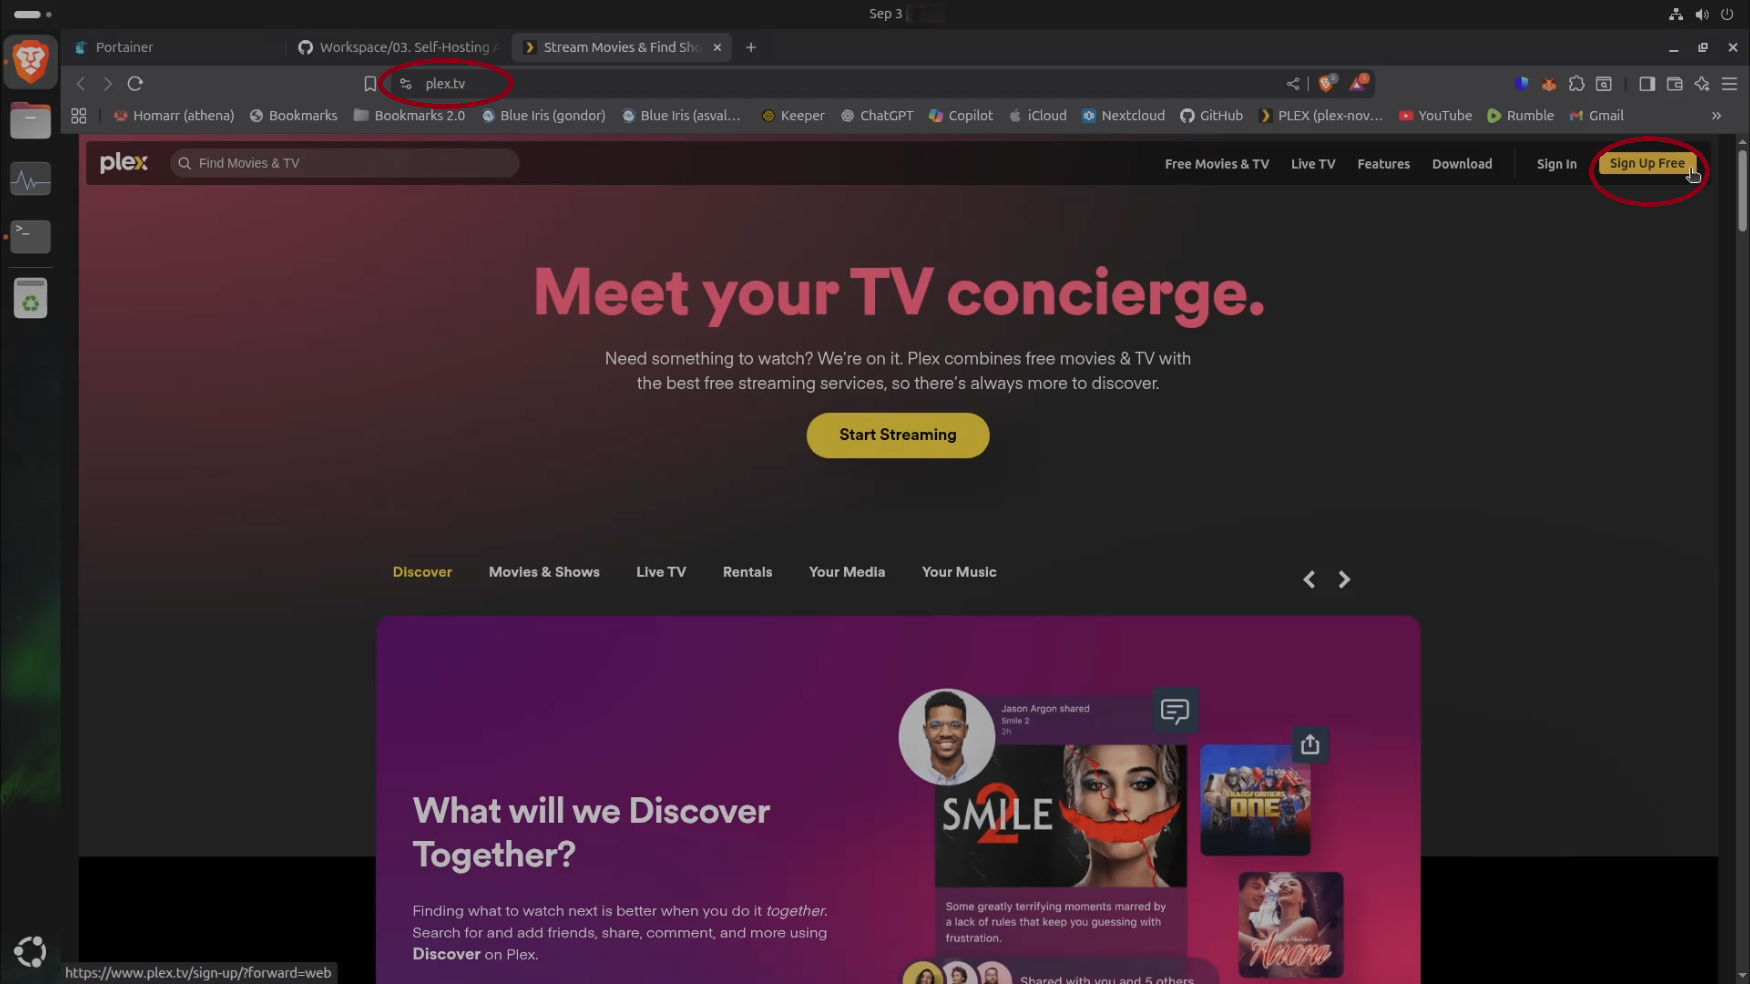 Sep 3
Portainer
Workspace/03. Self-Hosting
Stream Movies & Find Sho
plex.tv
Homarr (athena)
Bookmarks
Bookmarks 2.0
Blue Iris (gondor)
Blue Iris (asval...
Keeper
ChatGPT
Copilot
iCloud
Nextcloud
GitHub
PLEX (plex-nov...
YouTube
Rumble
Gmail
plex
Find Movies & TV
Free Movies & TV
Live TV
Features
Download
Sign In
Sign Up Free
Meet your TV concierge.
Need something to watch? We're on it. Plex combines free movies & TV with
the best free streaming services, so there's always more to discover.
Start Streaming
Discover
Movies & Shows
Live TV
Rentals
Your Media
Your Music
Jason Argon shared
Smile 2
2h
SMILE
2
TRANSFORMERS
ONE
What will we Discover
Together?
Some greatly terrifying moments marred by
a lack of rules that keep you guessing with
frustration.
Anora
Finding what to watch next is better when you do it together.
Search for and add friends, share, comment, and more using
Discover on Plex.
Shared with you and 5 others
https://www.plex.tv/sign-up/?forward=web